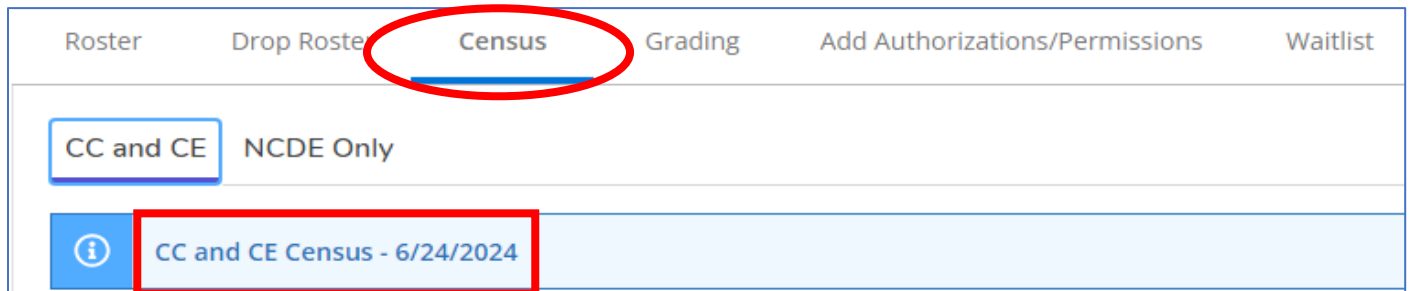 Roster Drop Roster Census Grading Add Authorizations/Permissions Waitlist
CC and CE NCDE Only
CC and CE Census - 6/24/2024